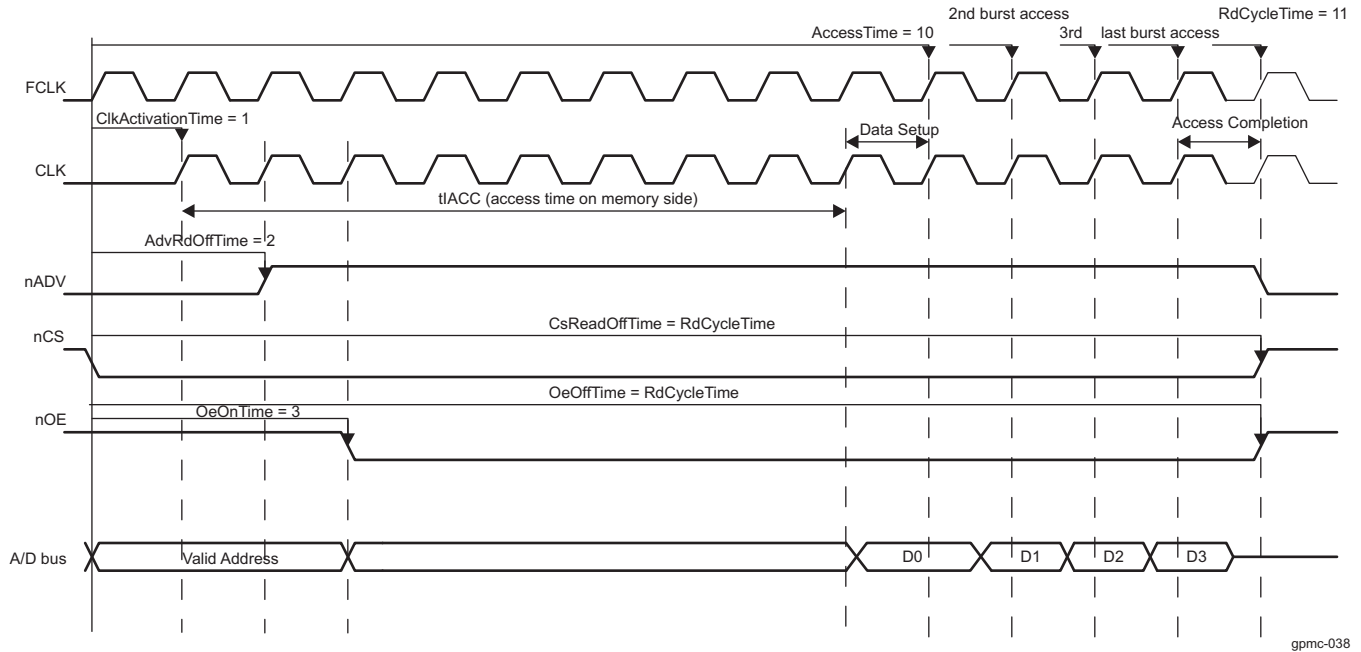 2nd burst access
RdCycleTime = 11
AccessTime = 10
3rd
last burst access
FCLK
ClkActivationTime = 1
Data Setup
Access Completion
CLK
tIACC (access time on memory side)
AdvRdOffTime = 2
nADV
CsReadOffTime = RdCycleTime
nCS
OeOffTime = RdCycleTime
OeOnTime = 3
nOE
A/D bus
Valid Address
D0
D1
D2
D3
gpmc-038